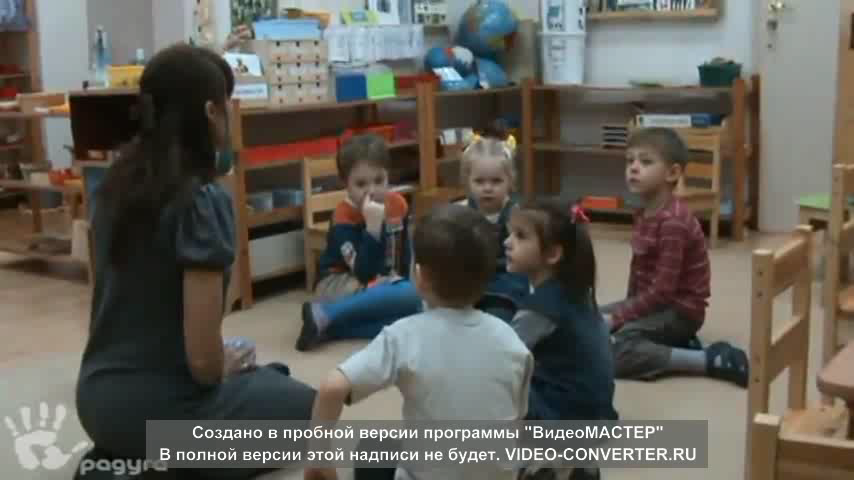 Создано в пробной версии программы "ВидеоМАСТЕР"
В полной версии этой надписи не будет. VIDEO-CONVERTER.RU
радуга